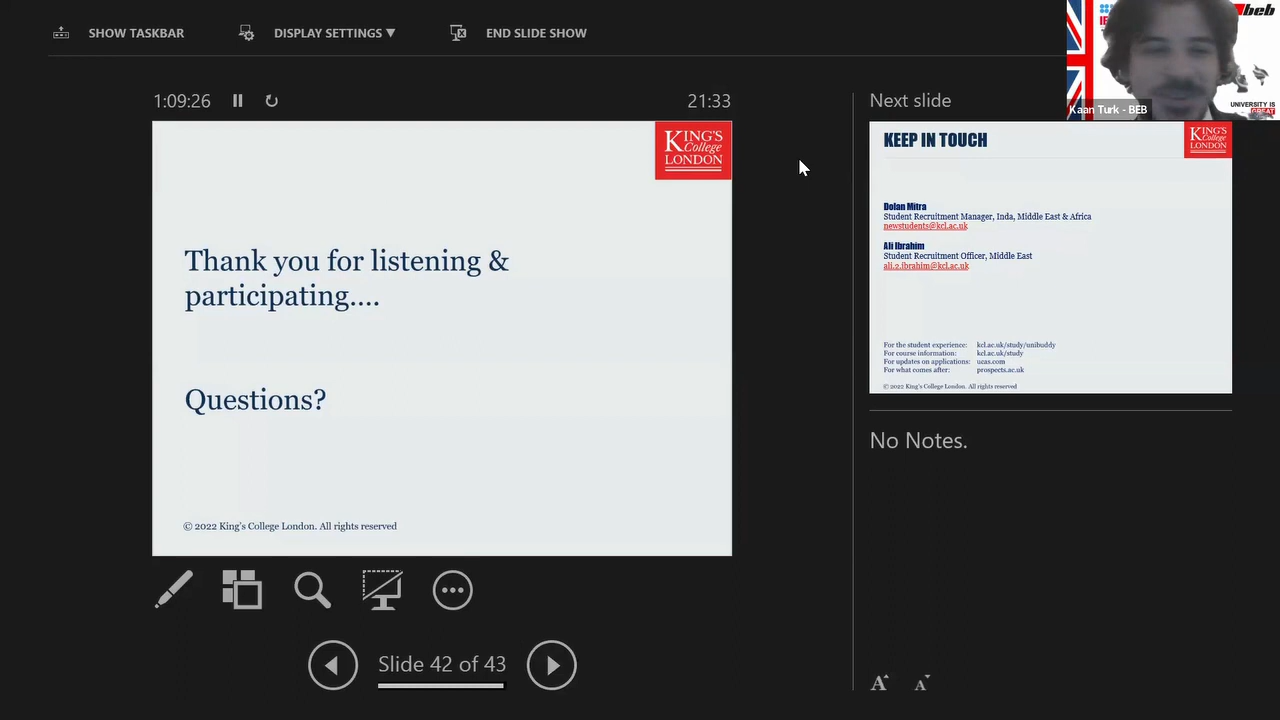 SHOW TASKBAR
DISPLAY SETTINGS ▼
END SLIDE SHOW
beb
Kaan Turk - BEB
UNIVERSITY IS
GREAT
1:09:26
21:33
KING'S
College
LONDON
Thank you for listening &
participating....
Questions?
© 2022 King's College London. All rights reserved
Slide 42 of 43
Next slide
KEEP IN TOUCH
KING'S
College
LONDON
Dolan Mitra
Student Recruitment Manager, Inda, Middle East & Africa
newstudents@kcl.ac.uk
Ali Ibrahim
Student Recruitment Officer, Middle East
ali.2.ibrahim@kcl.ac.uk
For the student experience: kcl.ac.uk/study/unibuddy
For course information: kcl.ac.uk/study
For updates on applications: ucas.com
For what comes after: prospects.ac.uk
© 2022 King's College London. All rights reserved
No Notes.
A A